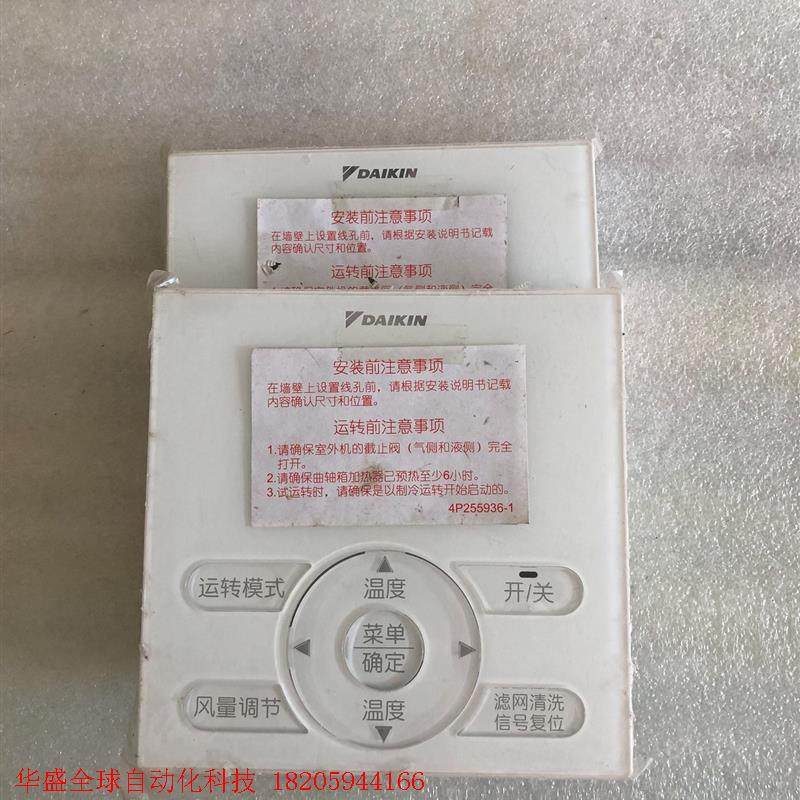 DAIKIN
安装前注意事项
在墙壁上设置线孔前，请根据安装说明书记载
内容确认尺寸和位置。
运转前注意事项
DAIKIN
安装前注意事项
在墙壁上设置线孔前，请根据安装说明书记载
内容确认尺寸和位置。
运转前注意事项
1.请确保室外机的截止阀（气侧和液侧）完全
打开。
2.请确保曲轴箱加热器已预热至少6小时。
3.试运转时，请确保是以制冷运转开始启动的。
4P255936-1
运转模式
温度
开/关
菜单
确定
风量调节
温度
滤网清洗
信号复位
华盛全球自动化科技 18205944166